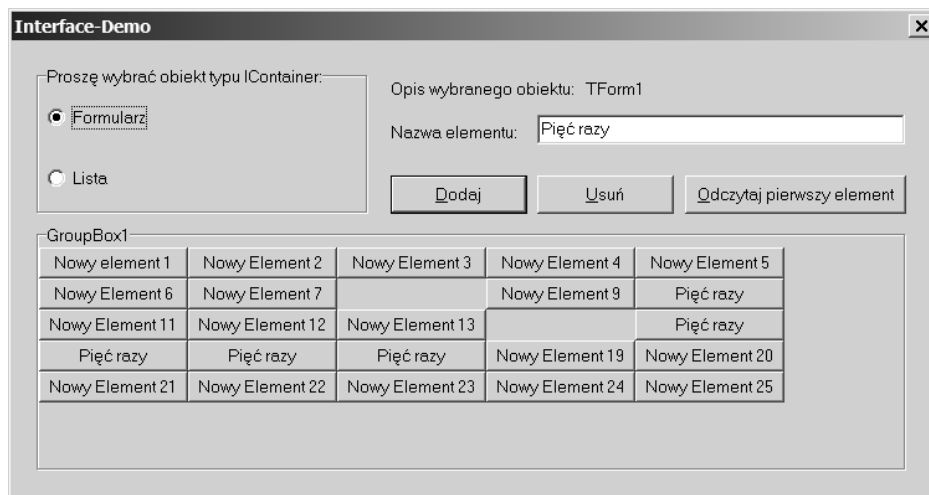 Interface-Demo
Proszę wybrać obiekt typu IContainer:
Formularz
Lista
Opis wybranego obiektu: TForm1
Nazwa elementu: Pięć razy
Dodaj Usuń Odczytaj pierwszy element
GroupBox1
Nowy element 1 Nowy Element 2 Nowy Element 3 Nowy Element 4 Nowy Element 5
Nowy Element 6 Nowy Element 7 Nowy Element 9 Pięć razy
Nowy Element 11 Nowy Element 12 Nowy Element 13 Pięć razy
Pięć razy Pięć razy Pięć razy Nowy Element 19 Nowy Element 20
Nowy Element 21 Nowy Element 22 Nowy Element 23 Nowy Element 24 Nowy Element 25